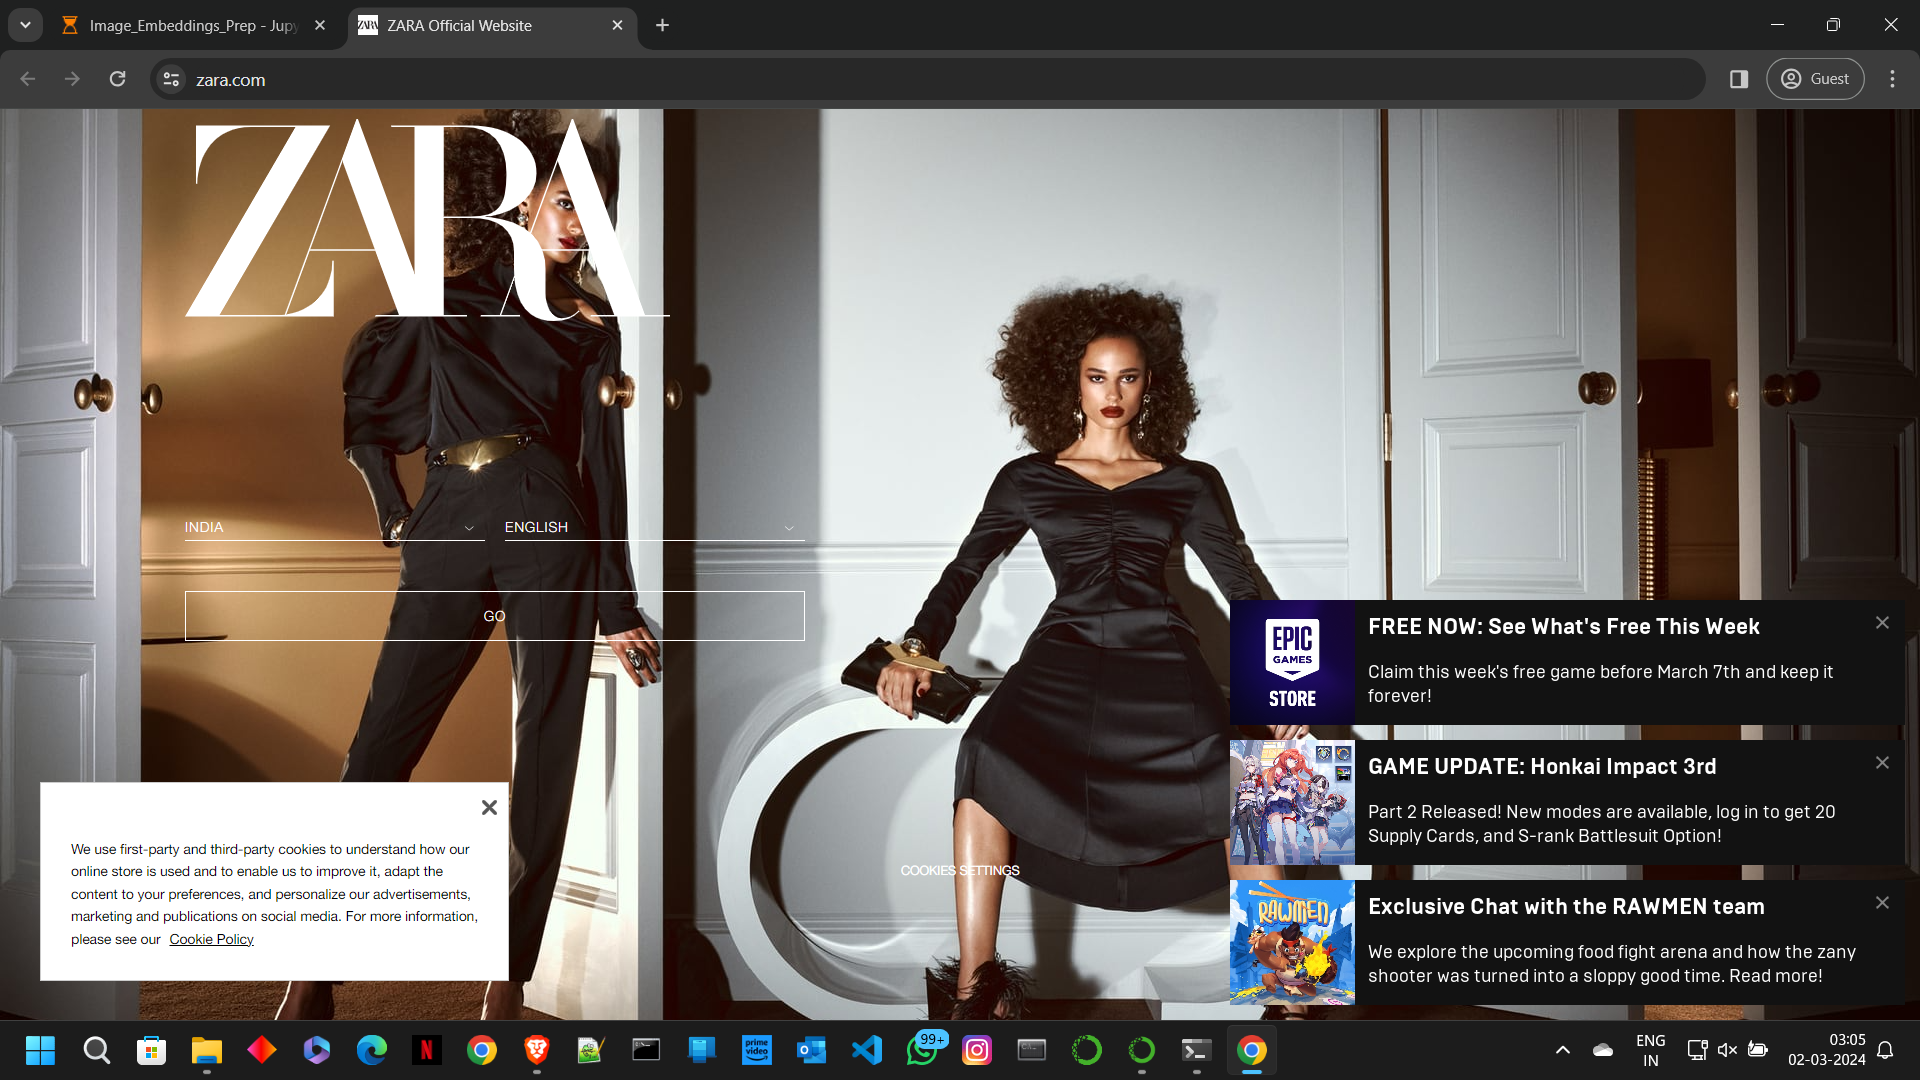 Image_Embeddings_Prep - Jupy
ZARA Official Website
zara.com
Guest
ZARA
INDIA
ENGLISH
GO
COOKIES SETTINGS
We use first-party and third-party cookies to understand how our
online store is used and to enable us to improve it, adapt the
content to your preferences, and personalize our advertisements,
marketing and publications on social media. For more information,
please see our Cookie Policy
EPIC
GAMES
STORE
FREE NOW: See What's Free This Week
Claim this week's free game before March 7th and keep it
forever!
GAME UPDATE: Honkai Impact 3rd
Part 2 Released! New modes are available, log in to get 20
Supply Cards, and S-rank Battlesuit Option!
RAWMEN
Exclusive Chat with the RAWMEN team
We explore the upcoming food fight arena and how the zany
shooter was turned into a sloppy good time. Read more!
prime
video
99+
ENG
IN
03:05
02-03-2024